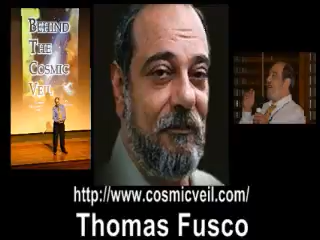 BEHIND
THE
COSMIC
VEIL
http://www.cosmicveil.com/
Thomas Fusco